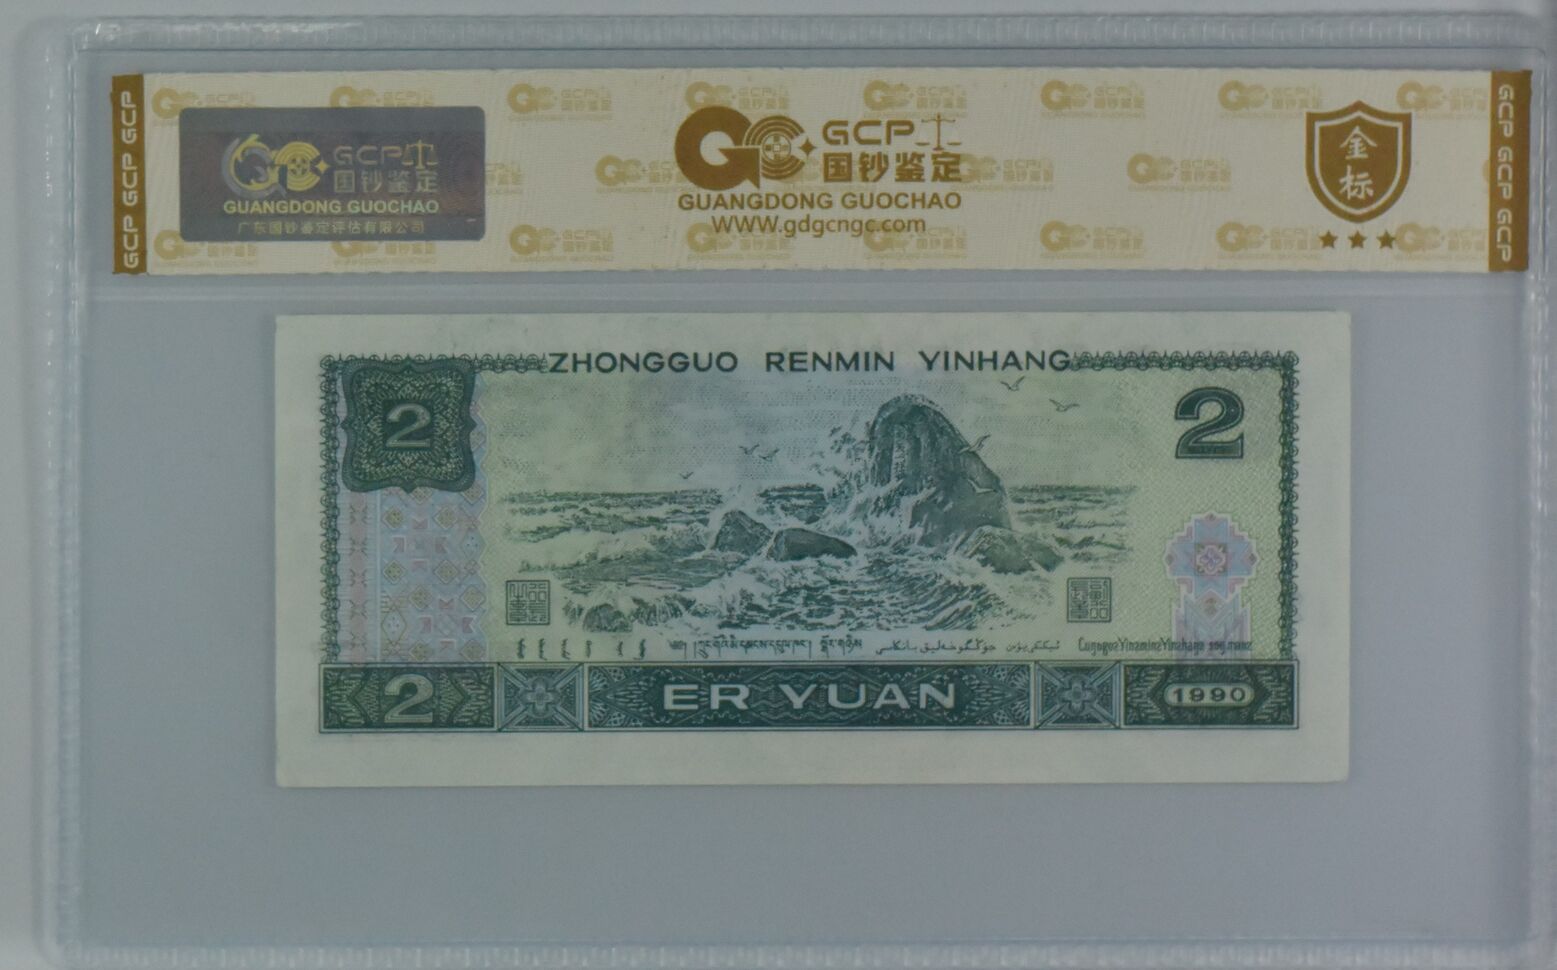 GCP GCP GCP
GCP
国钞鉴定
GUANGDONG GUOCHAO
广东国钞鉴定评估有限公司
GCP
国钞鉴定
GUANGDONG GUOCHAO
WWW.gdgcngc.com
金
标
GCP GCP GCP
ZHONGGUO RENMIN YINHANG
2
2
2
ER YUAN
1990